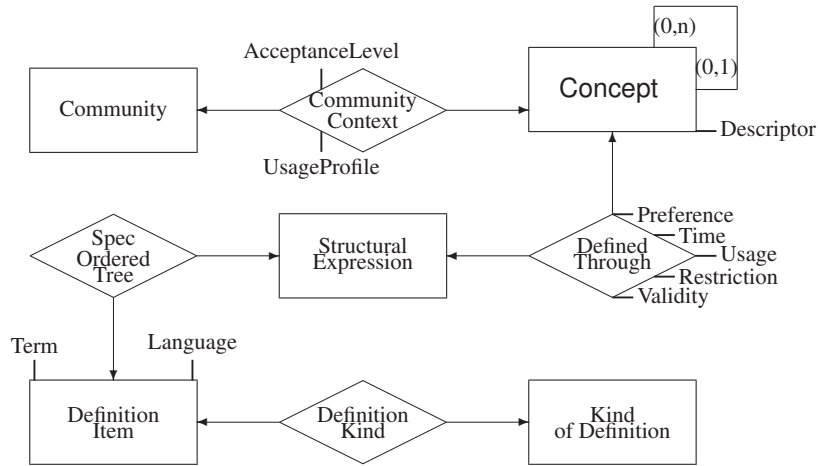 (0,n)
AcceptanceLevel
(0,1)
Concept
Community
Community
Context
Descriptor
UsageProfile
Preference
Spec
Ordered
Tree
Structural
Expression
Defined
Through
Time
Usage
Restriction
Validity
Term
Language
Definition
Item
Definition
Kind
Kind
of Definition